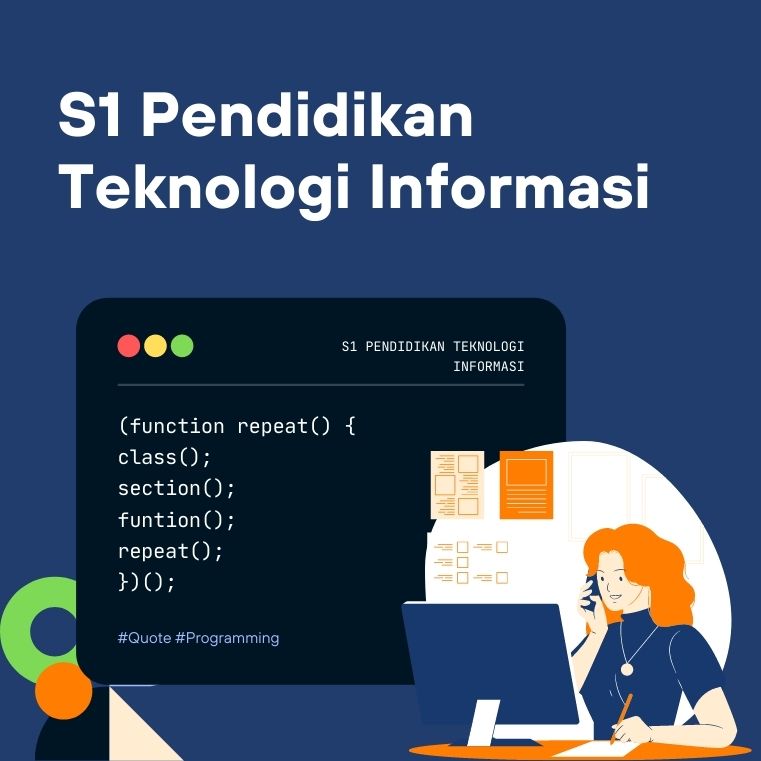 S1 Pendidikan
Teknologi Informasi
S1 PENDIDIKAN TEKNOLOGI
INFORMASI
(function repeat() {
class();
section();
funtion();
repeat();
})();
#Quote #Programming